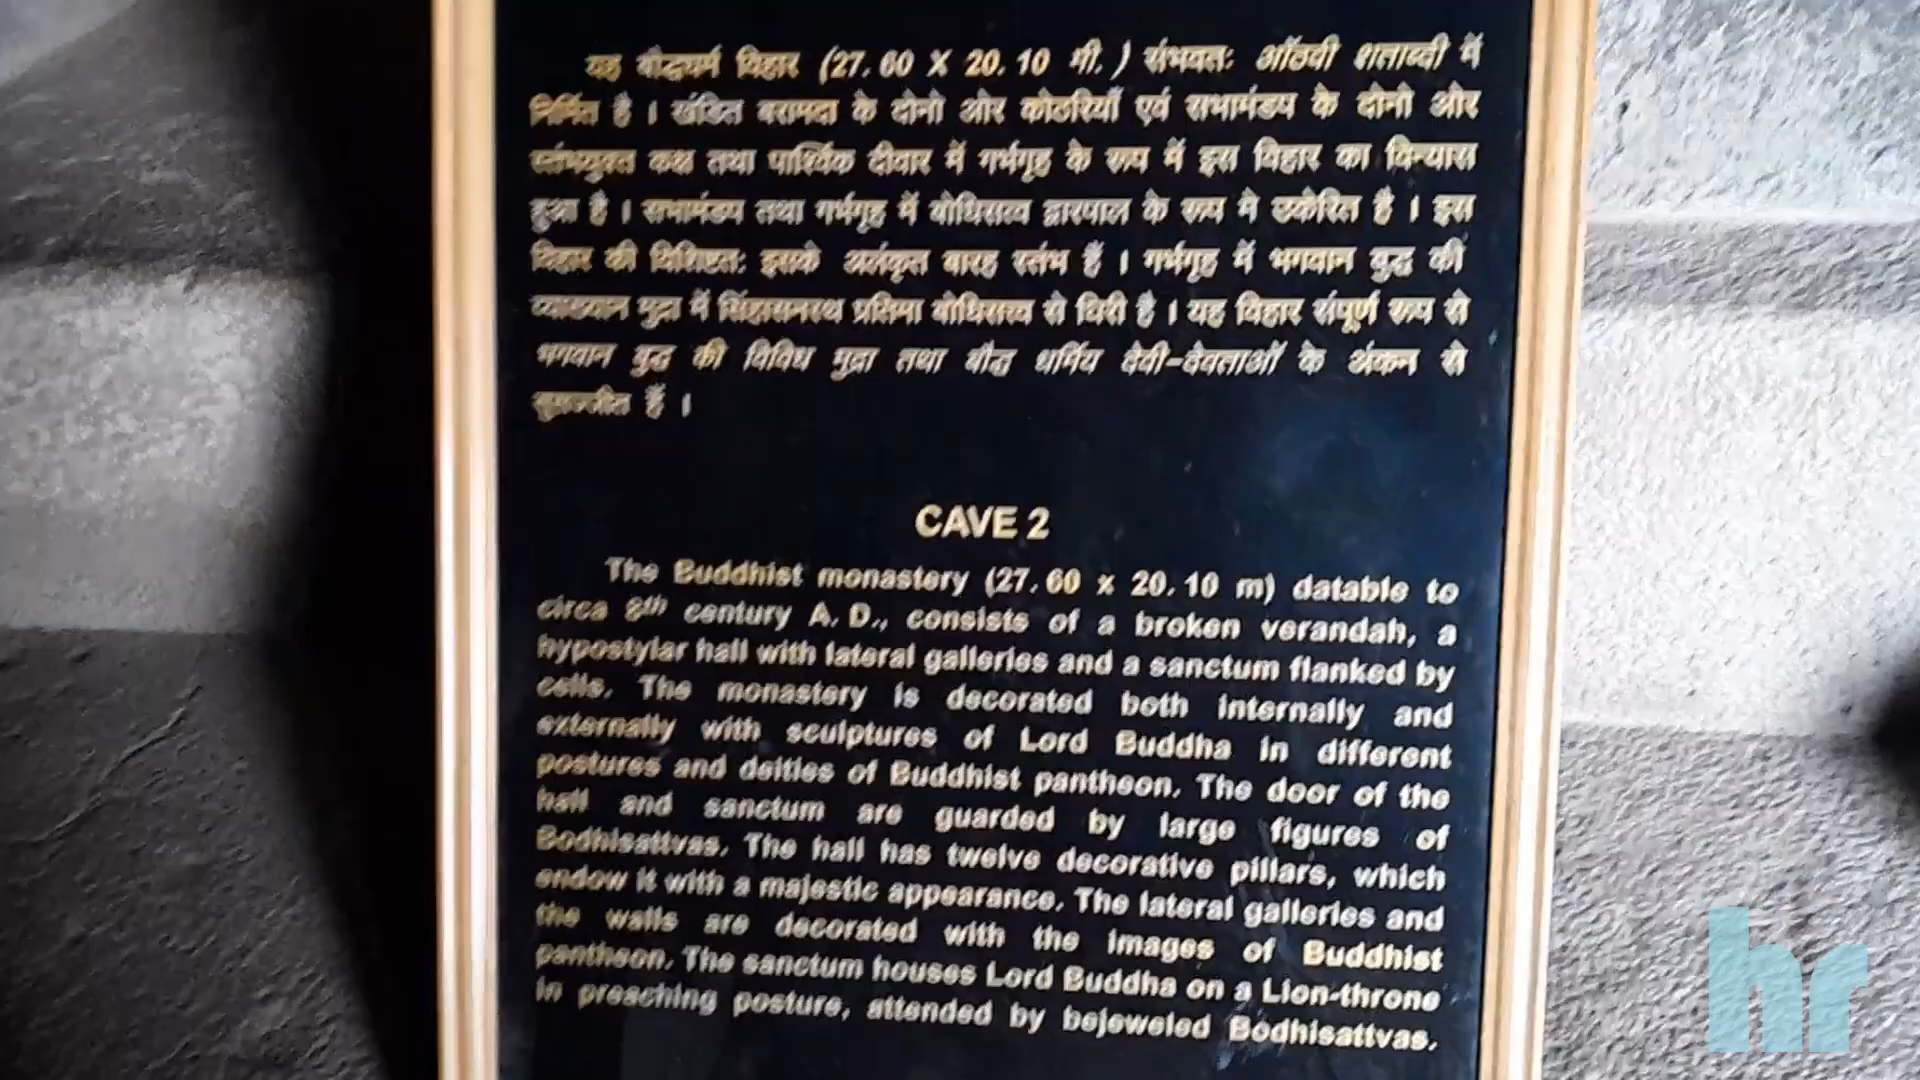 यह बौद्धधर्म विहार (27.60 X 20.10 मी.) संभवतः ऑठवी शताब्दी में
निर्मित है । खंडित बरामदा के दोनो ओर कोठरियाँ एवं सभामंडप के दोनो ओर
स्तंभयुक्त कक्ष तथा पार्श्विक दीवार में गर्भगृह के रूप में इस विहार का विन्यास
हुआ है । सभामंडप तथा गर्भगृह में बोधिसत्व द्वारपाल के रूप मे उकेरित है । इस
विहार की विशिष्टतः इसके अलंकृत बारह स्तंभ हैं । गर्भगृह में भगवान बुद्ध की
व्याख्यान मुद्रा में सिंहासनस्थ प्रतिमा बोधिसत्व से घिरी है । यह विहार संपूर्ण रूप से
भगवान बुद्ध की विविध मुद्रा तथा बौद्ध धर्मिय देवी-देवताओं के अंकन से
सुसज्जीत हैं ।
CAVE 2
The Buddhist monastery (27.60 x 20.10 m) datable to
circa 8th century A.D., consists of a broken verandah, a
hypostylar hall with lateral galleries and a sanctum flanked by
cells. The monastery is decorated both internally and
externally with sculptures of Lord Buddha in different
postures and deities of Buddhist pantheon. The door of the
hall and sanctum are guarded by large figures of
Bodhisattvas. The hall has twelve decorative pillars, which
endow it with a majestic appearance. The lateral galleries and
the walls are decorated with the images of Buddhist
pantheon. The sanctum houses Lord Buddha on a Lion-throne
in preaching posture, attended by bejeweled Bodhisattvas.
hr